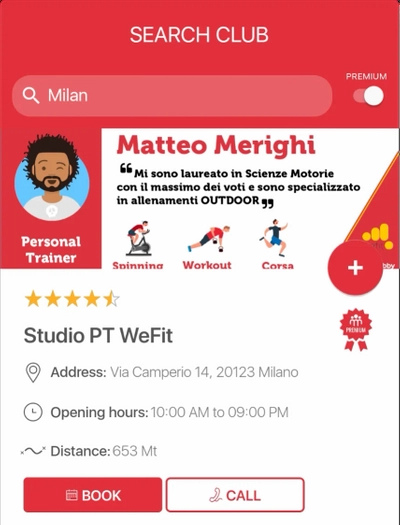 SEARCH CLUB
PREMIUM
Milan
Matteo Merighi
“Mi sono laureato in Scienze Motorie
con il massimo dei voti e sono specializzato
in allenamenti OUTDOOR”
Personal
Trainer
Spinning Workout Corsa
+
PREMIUM
Studio PT WeFit
Address: Via Camperio 14, 20123 Milano
Opening hours: 10:00 AM to 09:00 PM
Distance: 653 Mt
BOOK CALL